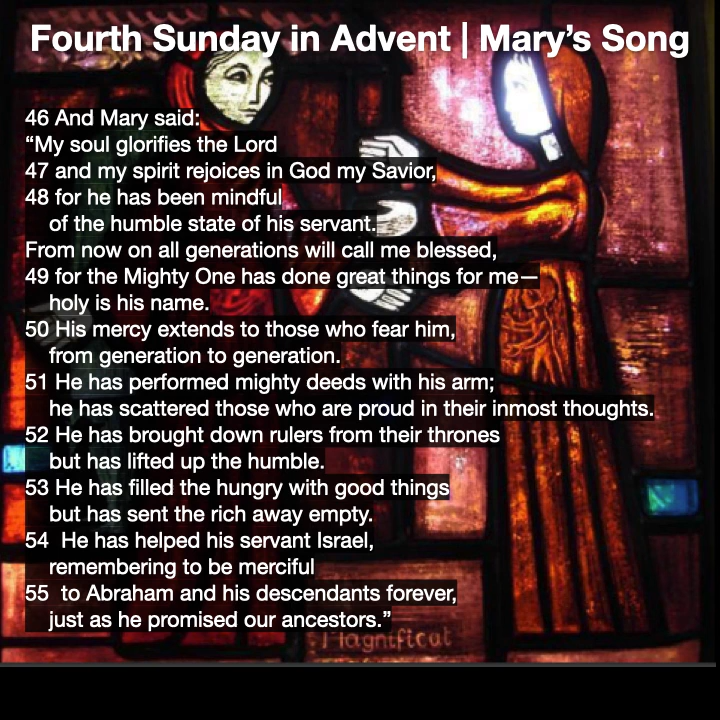 Fourth Sunday in Advent | Mary’s Song
46 And Mary said:
“My soul glorifies the Lord
47 and my spirit rejoices in God my Savior,
48 for he has been mindful
of the humble state of his servant.
From now on all generations will call me blessed,
49 for the Mighty One has done great things for me—
holy is his name.
50 His mercy extends to those who fear him,
from generation to generation.
51 He has performed mighty deeds with his arm;
he has scattered those who are proud in their inmost thoughts.
52 He has brought down rulers from their thrones
but has lifted up the humble.
53 He has filled the hungry with good things
but has sent the rich away empty.
54  He has helped his servant Israel,
remembering to be merciful
55  to Abraham and his descendants forever,
just as he promised our ancestors.”
Magnificat